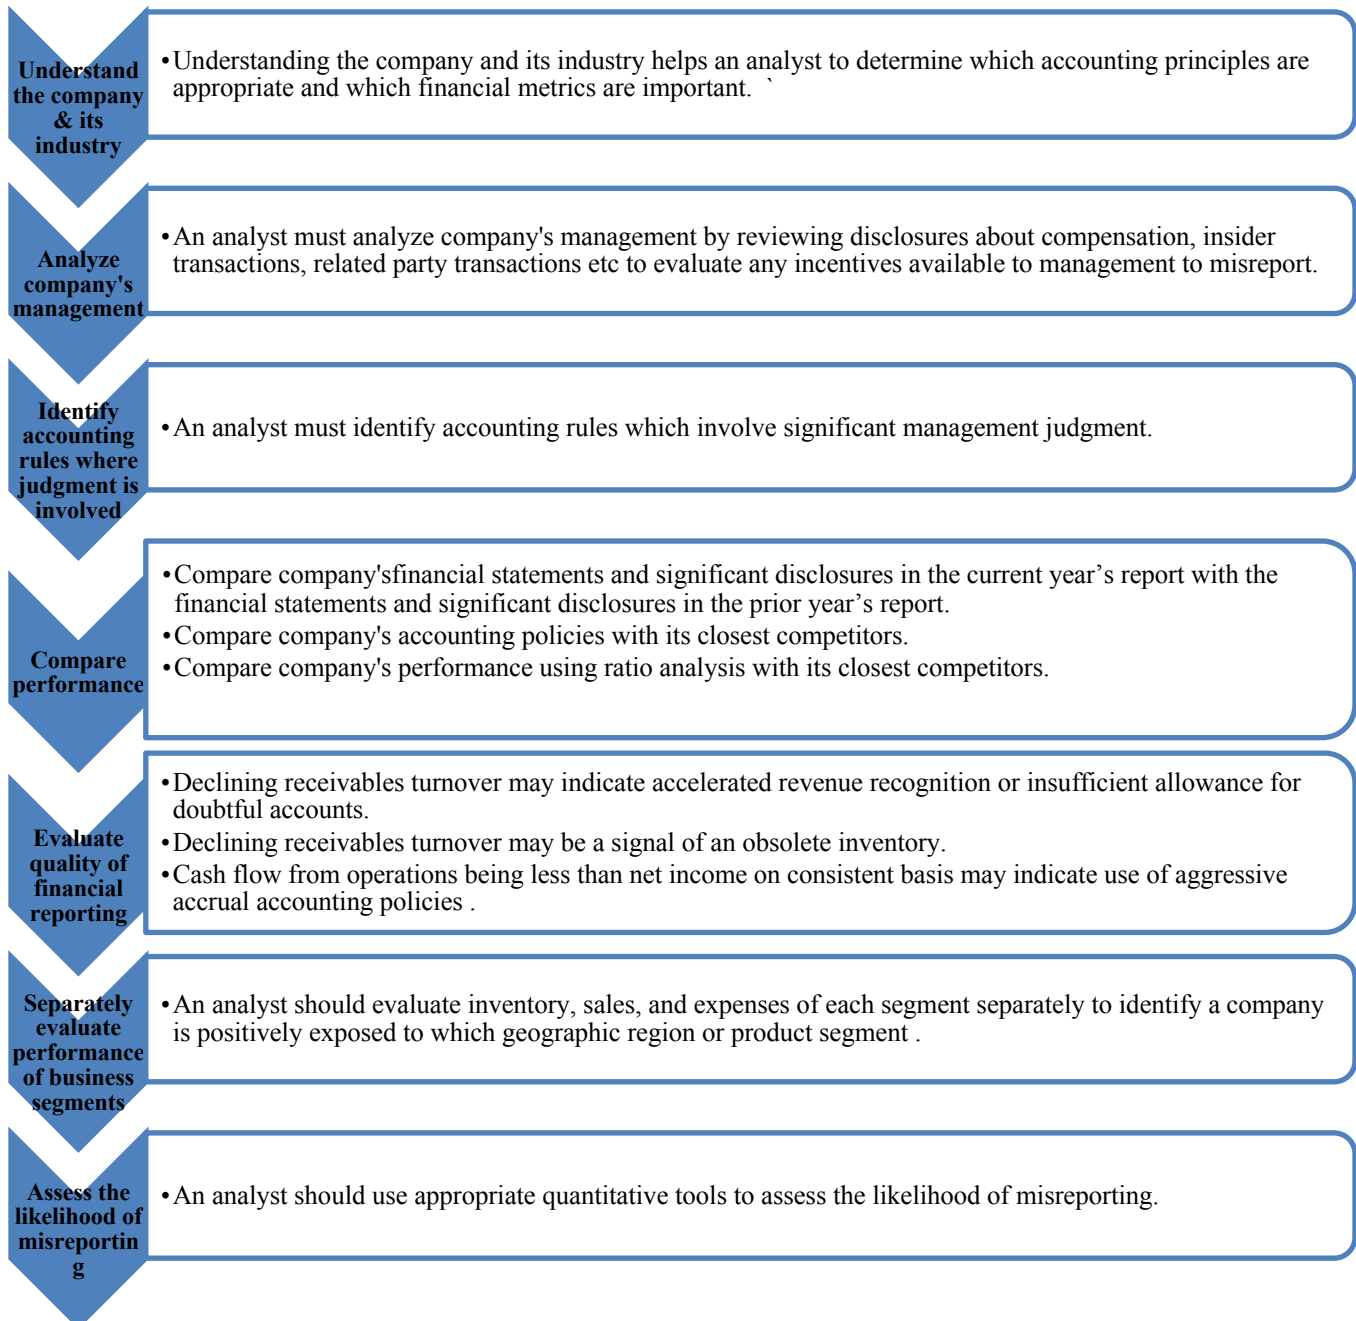 Understand
the company
& its
industry
•Understanding the company and its industry helps an analyst to determine which accounting principles are
appropriate and which financial metrics are important. `
Analyze
company's
management
•An analyst must analyze company's management by reviewing disclosures about compensation, insider
transactions, related party transactions etc to evaluate any incentives available to management to misreport.
Identify
accounting
rules where
judgment is
involved
•An analyst must identify accounting rules which involve significant management judgment.
Compare
performance
•Compare company'sfinancial statements and significant disclosures in the current year’s report with the
financial statements and significant disclosures in the prior year’s report.
•Compare company's accounting policies with its closest competitors.
•Compare company's performance using ratio analysis with its closest competitors.
Evaluate
quality of
financial
reporting
•Declining receivables turnover may indicate accelerated revenue recognition or insufficient allowance for
doubtful accounts.
•Declining receivables turnover may be a signal of an obsolete inventory.
•Cash flow from operations being less than net income on consistent basis may indicate use of aggressive
accrual accounting policies .
Separately
evaluate
performance
of business
segments
•An analyst should evaluate inventory, sales, and expenses of each segment separately to identify a company
is positively exposed to which geographic region or product segment .
Assess the
likelihood of
misreportin
g
•An analyst should use appropriate quantitative tools to assess the likelihood of misreporting.